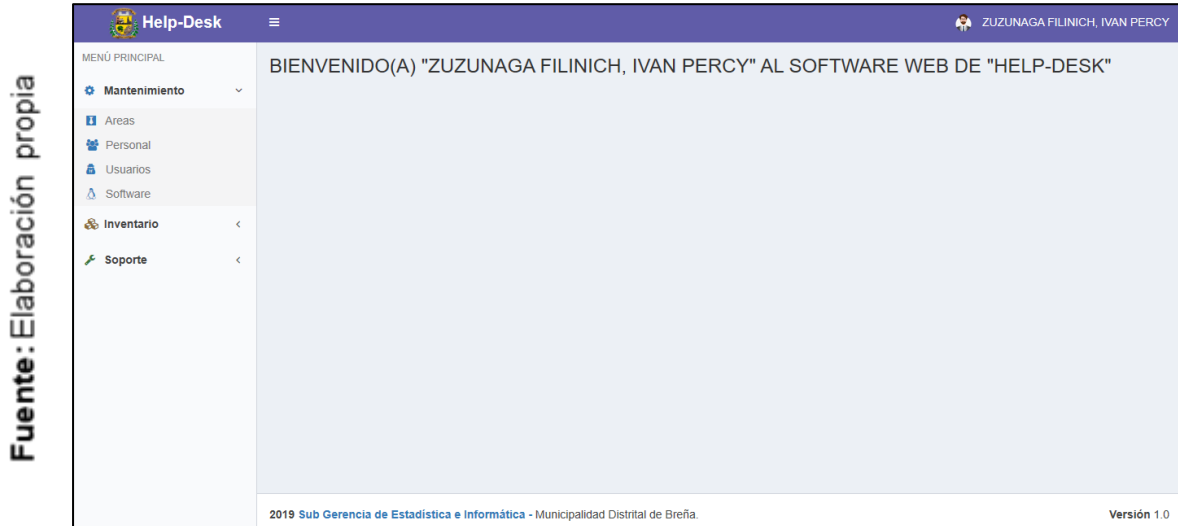 Fuente: Elaboración propia
Help-Desk
ZUZUNAGA FILINICH, IVAN PERCY
MENÚ PRINCIPAL
Mantenimiento
Areas
Personal
Usuarios
Software
Inventario
Soporte
BIENVENIDO(A) "ZUZUNAGA FILINICH, IVAN PERCY" AL SOFTWARE WEB DE "HELP-DESK"
2019 Sub Gerencia de Estadística e Informática - Municipalidad Distrital de Breña.
Versión 1.0